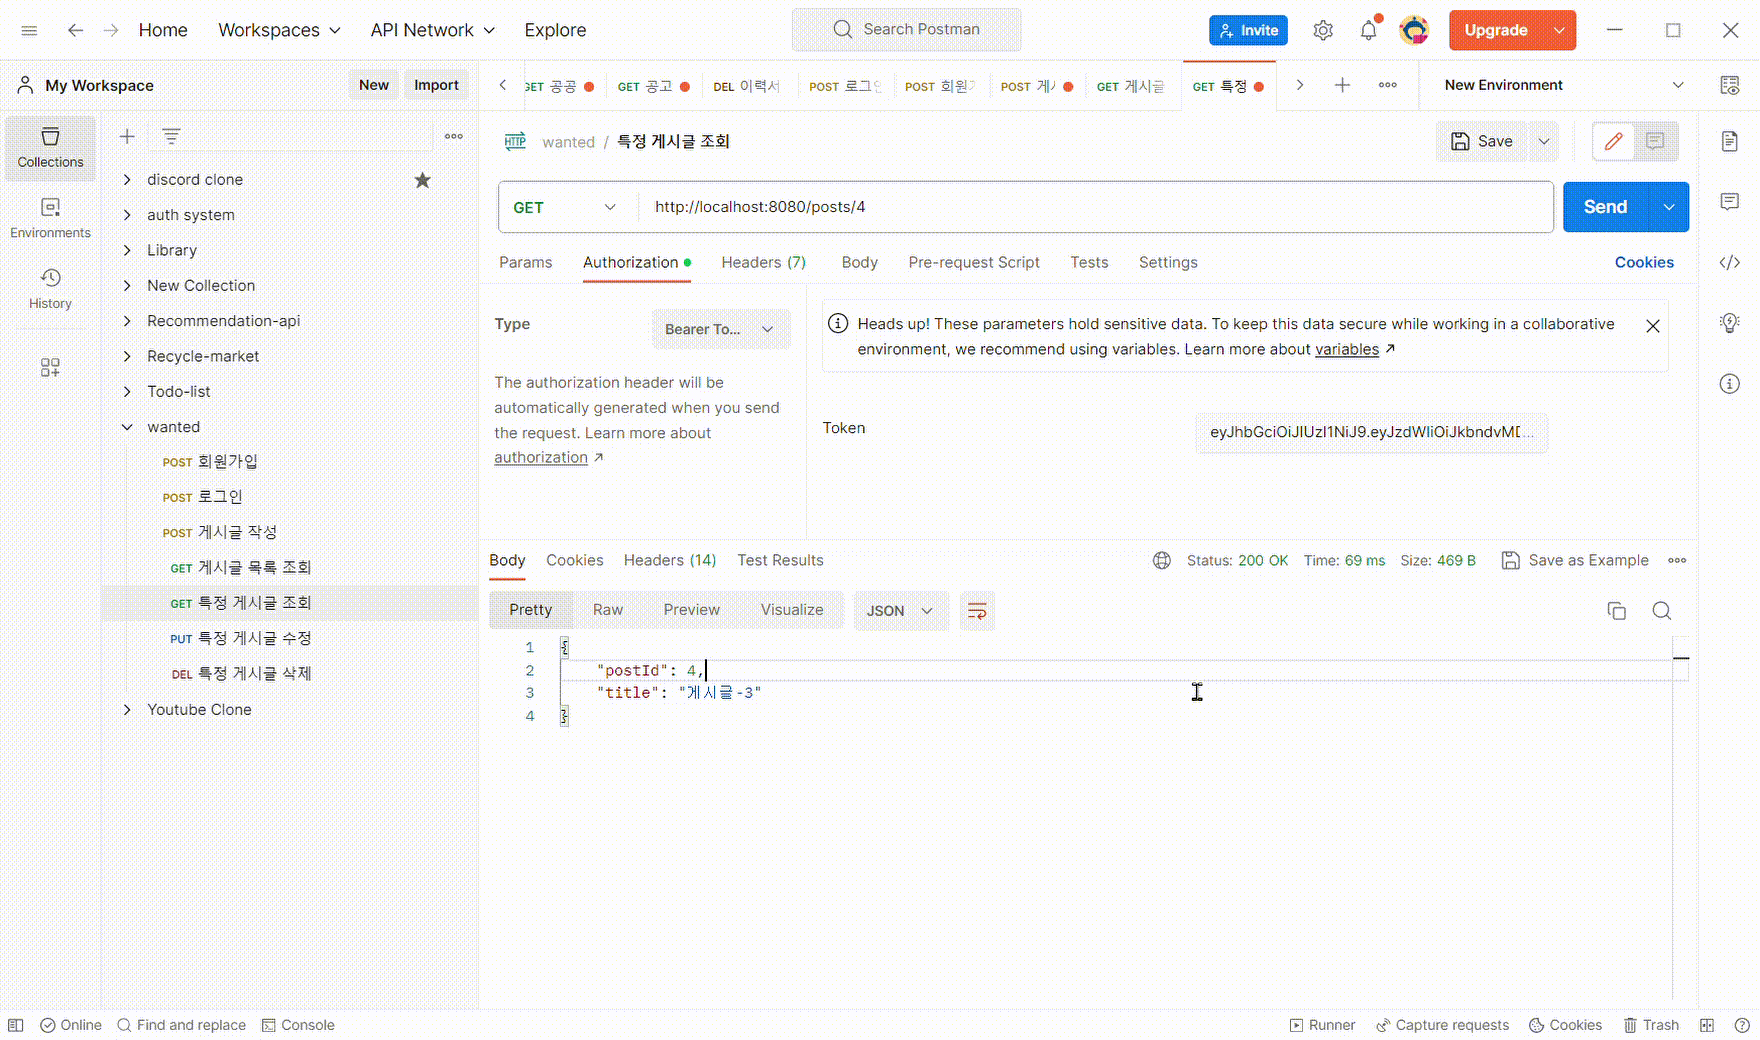 Home Workspaces API Network Explore Search Postman Invite Upgrade
My Workspace New Import
GET 공공 GET 공고 DEL 이력서 POST 로그인 POST 회원가 POST 게시 GET 게시글 GET 특정 New Environment
Collections
Environments
History
discord clone
auth system
Library
New Collection
Recommendation-api
Recycle-market
Todo-list
wanted
POST 회원가입
POST 로그인
POST 게시글 작성
GET 게시글 목록 조회
GET 특정 게시글 조회
PUT 특정 게시글 수정
DEL 특정 게시글 삭제
Youtube Clone
HTTP wanted / 특정 게시글 조회 Save
GET http://localhost:8080/posts/4 Send
Params Authorization Headers (7) Body Pre-request Script Tests Settings Cookies
Type Bearer To...
The authorization header will be
automatically generated when you send
the request. Learn more about
authorization ↗
Heads up! These parameters hold sensitive data. To keep this data secure while working in a collaborative
environment, we recommend using variables. Learn more about variables ↗
Token
Body Cookies Headers (14) Test Results Status: 200 OK Time: 69 ms Size: 469 B Save as Example
Pretty Raw Preview Visualize JSON
1 {
2 "postId": 4,
3 "title": "게시글-3"
4 }
Online Find and replace Console Runner Capture requests Cookies Trash